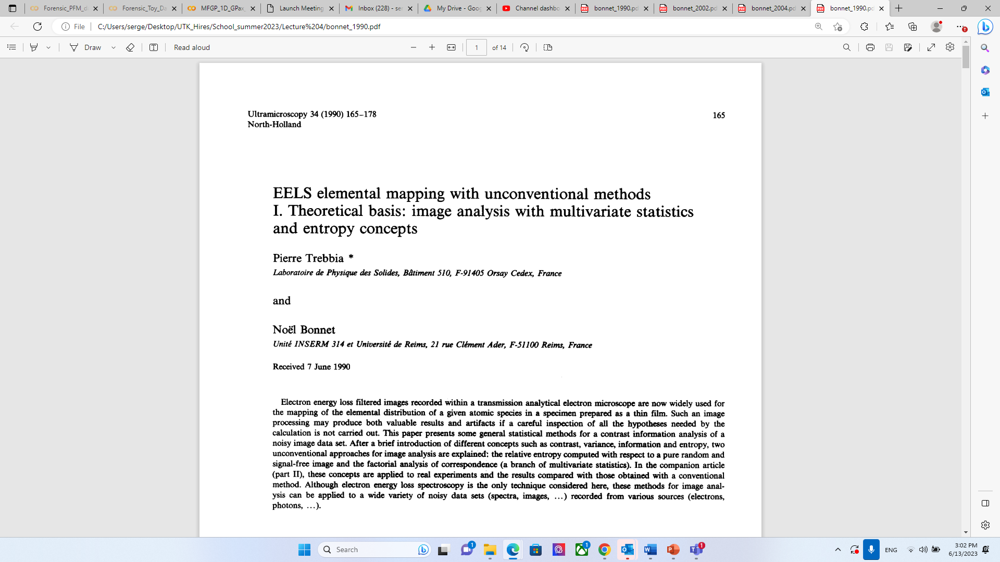 Forensic_PFM_d
Forensic_Toy_Da
MFGP_1D_GPax_
Launch Meeting
Inbox (228) - ser
My Drive - Goog
Channel dashbo
bonnet_1990.pd
bonnet_2002.pd
bonnet_2004.pd
bonnet_1990.pd
File
C:/Users/serge/Desktop/UTK_Hires/School_summer2023/Lecture%204/bonnet_1990.pdf
Draw
Read aloud
1
of 14
Ultramicroscopy 34 (1990) 165–178
165
North-Holland
EELS elemental mapping with unconventional methods
I. Theoretical basis: image analysis with multivariate statistics
and entropy concepts
Pierre Trebbia *
Laboratoire de Physique des Solides, Bâtiment 510, F-91405 Orsay Cedex, France
and
Noël Bonnet
Unité INSERM 314 et Université de Reims, 21 rue Clément Ader, F-51100 Reims, France
Received 7 June 1990
Electron energy loss filtered images recorded within a transmission analytical electron microscope are now widely used for
the mapping of the elemental distribution of a given atomic species in a specimen prepared as a thin film. Such an image
processing may produce both valuable results and artifacts if a careful inspection of all the hypotheses needed by the
calculation is not carried out. This paper presents some general statistical methods for a contrast information analysis of a
noisy image data set. After a brief introduction of different concepts such as contrast, variance, information and entropy, two
unconventional approaches for image analysis are explained: the relative entropy computed with respect to a pure random and
signal-free image and the factorial analysis of correspondence (a branch of multivariate statistics). In the companion article
(part II), these concepts are applied to real experiments and the results compared with those obtained with a conventional
method. Although electron energy loss spectroscopy is the only technique considered here, these methods for image anal-
ysis can be applied to a wide variety of noisy data sets (spectra, images, ...) recorded from various sources (electrons,
photons, ...).
Search
1
1
1
ENG
3:02 PM
6/13/2023